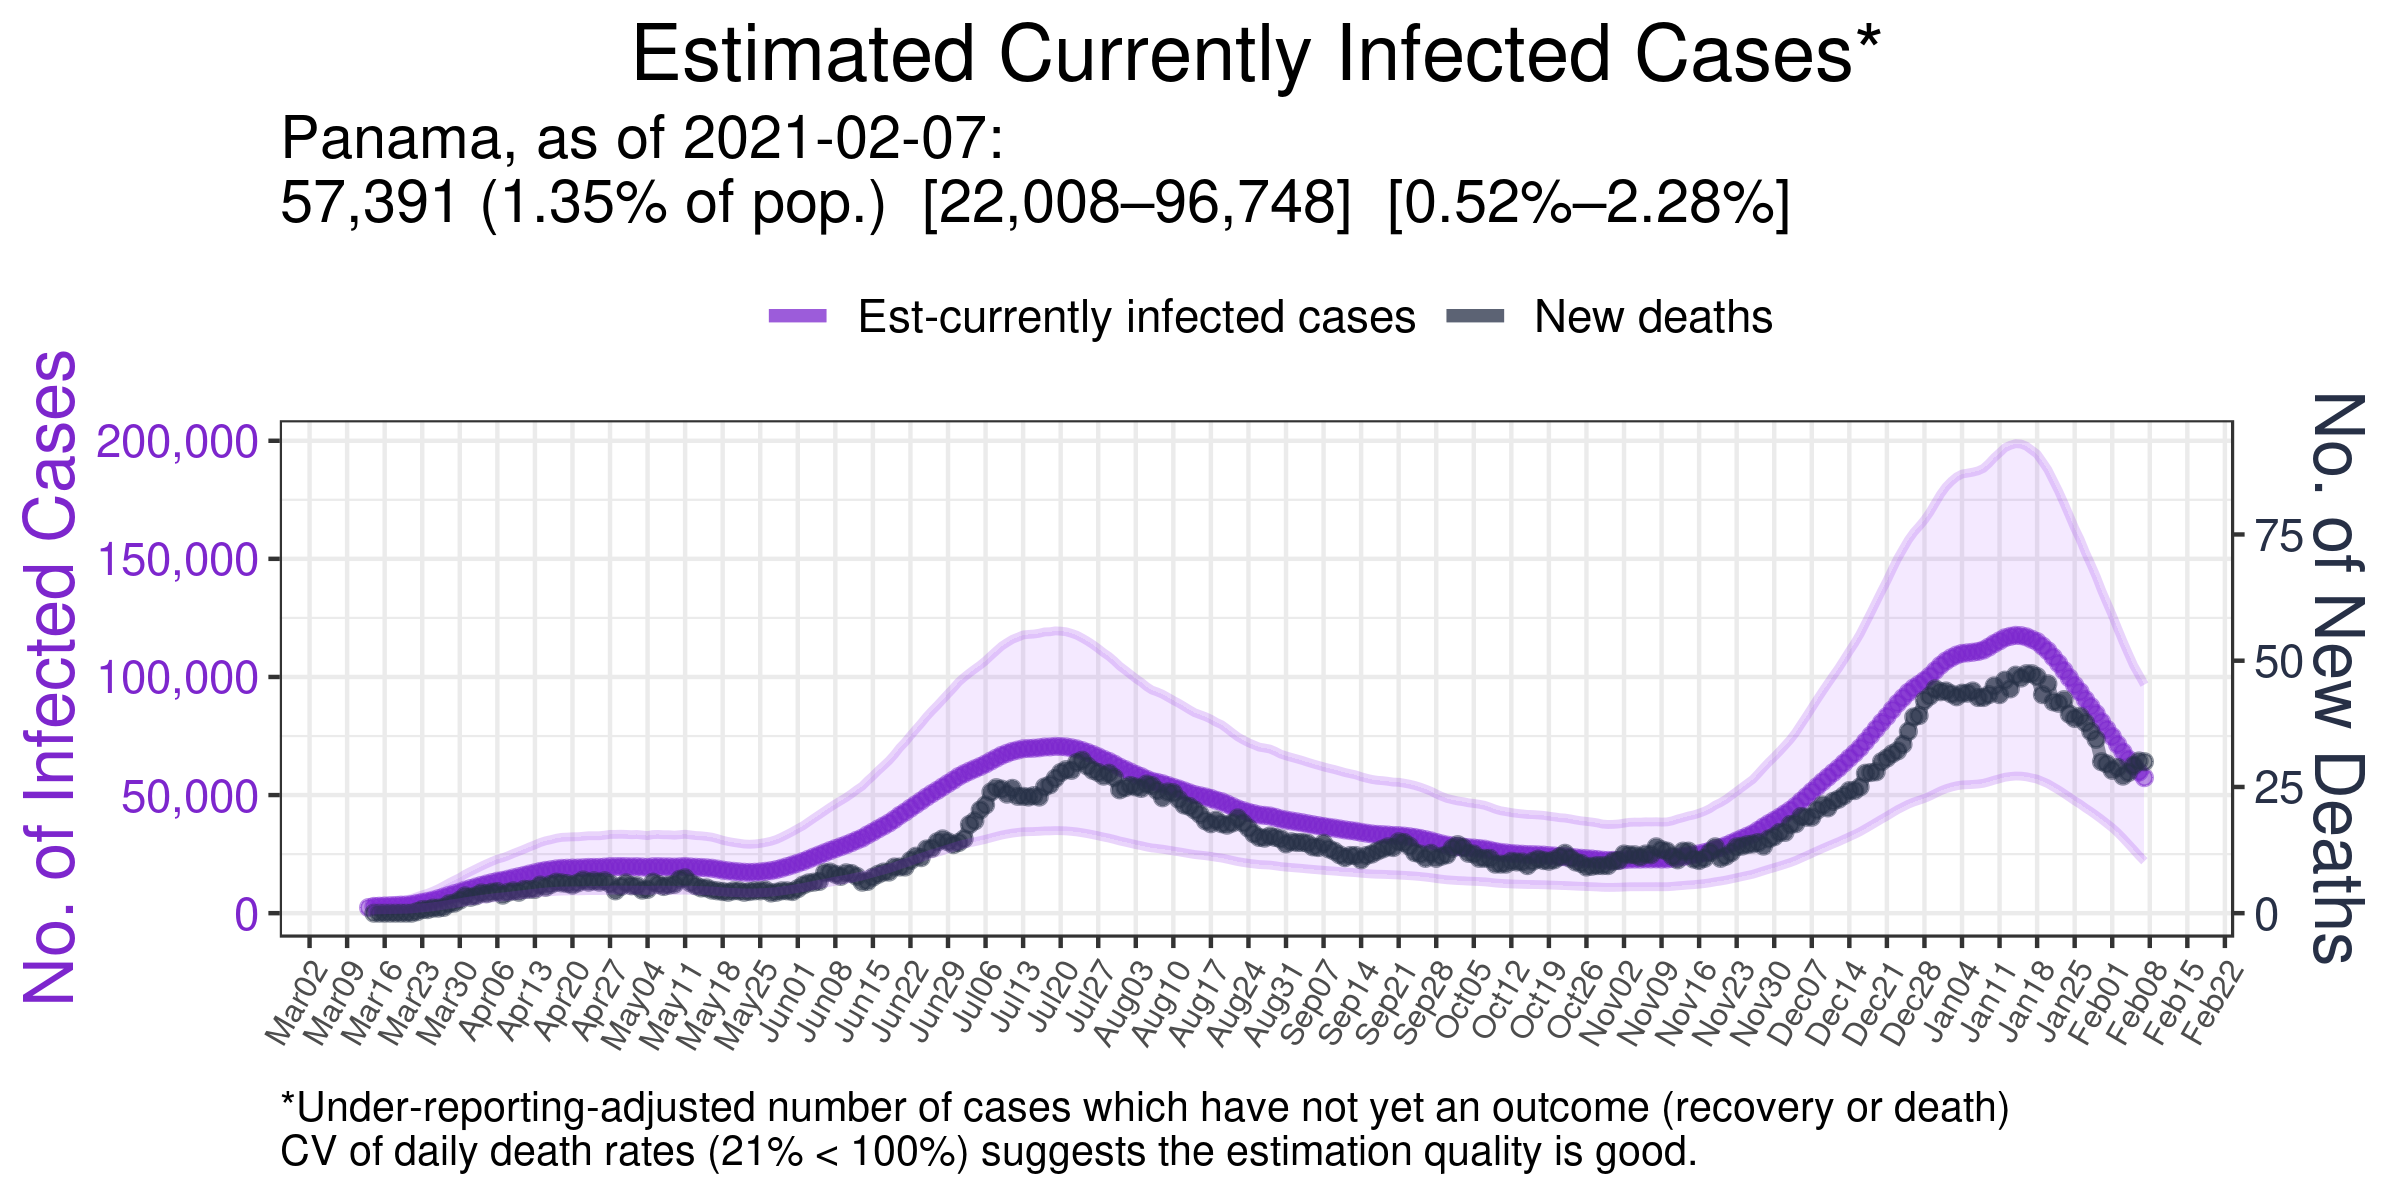 Estimated Currently Infected Cases*
Panama, as of 2021-02-07:
57,391 (1.35% of pop.) [22,008–96,748] [0.52%–2.28%]
Est-currently infected cases New deaths
No. of Infected Cases
200,000
150,000
100,000
50,000
0
75
50
25
0
No. of New Deaths
Mar02 Mar09 Mar16 Mar23 Mar30 Apr06 Apr13 Apr20 Apr27 May04 May11 May18 May25 Jun01 Jun08 Jun15 Jun22 Jun29 Jul06 Jul13 Jul20 Jul27 Aug03 Aug10 Aug17 Aug24 Aug31 Sep07 Sep14 Sep21 Sep28 Oct05 Oct12 Oct19 Oct26 Nov02 Nov09 Nov16 Nov23 Nov30 Dec07 Dec14 Dec21 Dec28 Jan04 Jan11 Jan18 Jan25 Feb01 Feb08 Feb15 Feb22
*Under-reporting-adjusted number of cases which have not yet an outcome (recovery or death)
CV of daily death rates (21% < 100%) suggests the estimation quality is good.